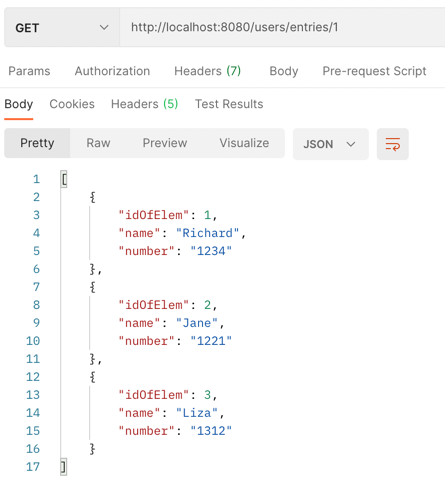 GET http://localhost:8080/users/entries/1
Params Authorization Headers (7) Body Pre-request Script
Body Cookies Headers (5) Test Results
Pretty Raw Preview Visualize JSON
1 [
2 {
3 "idOfElem": 1,
4 "name": "Richard",
5 "number": "1234"
6 },
7 {
8 "idOfElem": 2,
9 "name": "Jane",
10 "number": "1221"
11 },
12 {
13 "idOfElem": 3,
14 "name": "Liza",
15 "number": "1312"
16 }
17 ]